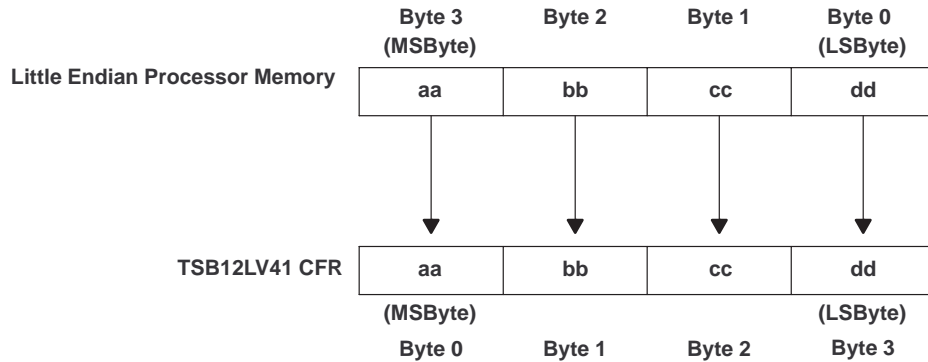 Byte 3 Byte 2 Byte 1 Byte 0
(MSByte) (LSByte)
Little Endian Processor Memory
aa bb cc dd
TSB12LV41 CFR aa bb cc dd
(MSByte) (LSByte)
Byte 0 Byte 1 Byte 2 Byte 3